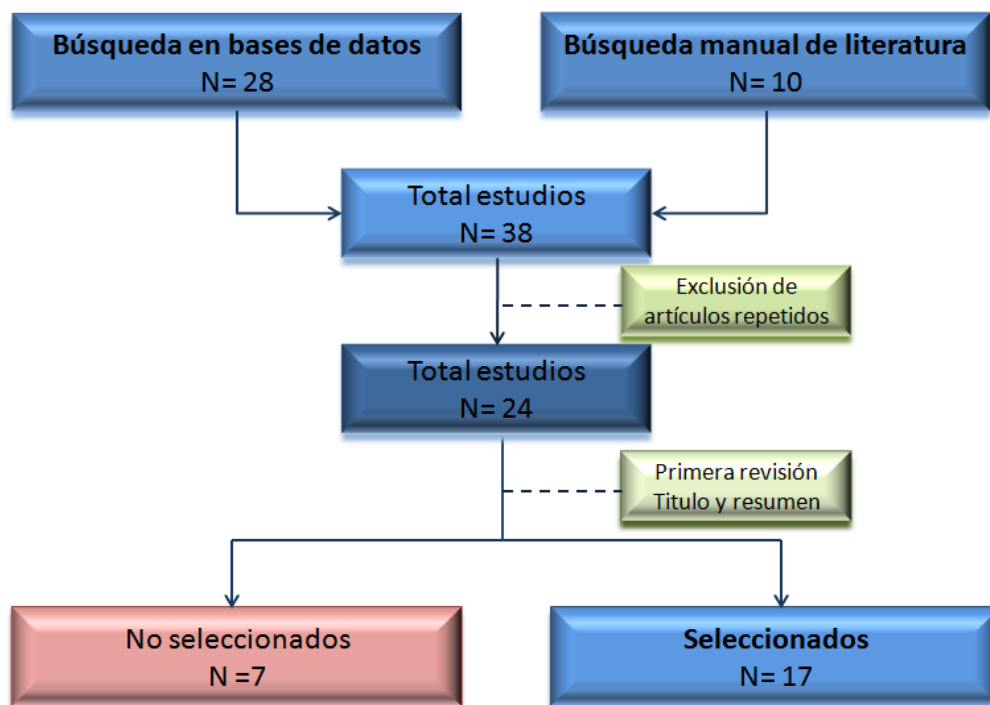 Búsqueda en bases de datos
N= 28
Búsqueda manual de literatura
N= 10
Total estudios
N= 38
Exclusión de
artículos repetidos
Total estudios
N= 24
Primera revisión
Titulo y resumen
No seleccionados
N =7
Seleccionados
N= 17